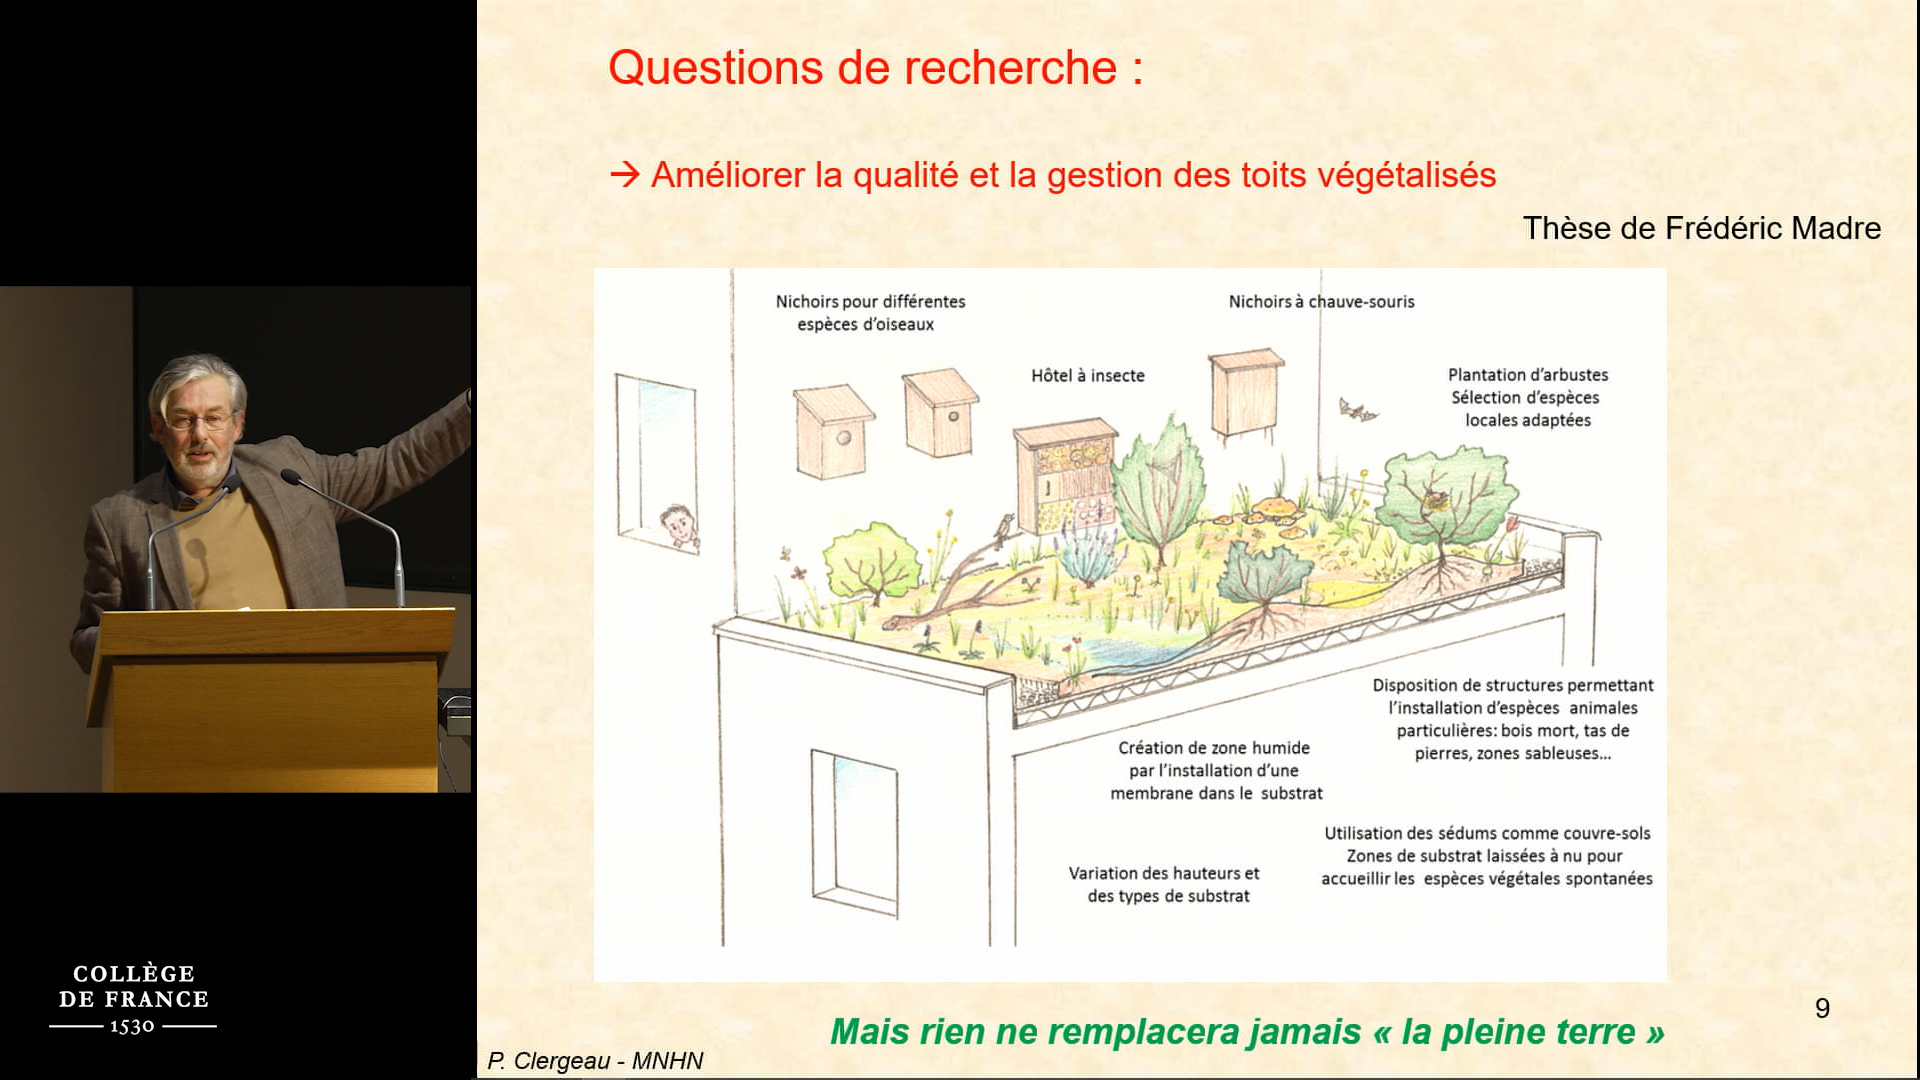 Questions de recherche :
→ Améliorer la qualité et la gestion des toits végétalisés
Thèse de Frédéric Madre
Nichoirs pour différentes
espèces d'oiseaux
Nichoirs à chauve-souris
Hôtel à insecte
Plantation d'arbustes
Sélection d'espèces
locales adaptées
Disposition de structures permettant
l'installation d'espèces animales
particulières: bois mort, tas de
pierres, zones sableuses...
Création de zone humide
par l'installation d'une
membrane dans le substrat
Utilisation des sédums comme couvre-sols
Zones de substrat laissées à nu pour
accueillir les espèces végétales spontanées
Variation des hauteurs et
des types de substrat
COLLÈGE
DE FRANCE
1530
9
Mais rien ne remplacera jamais « la pleine terre »
P. Clergeau - MNHN